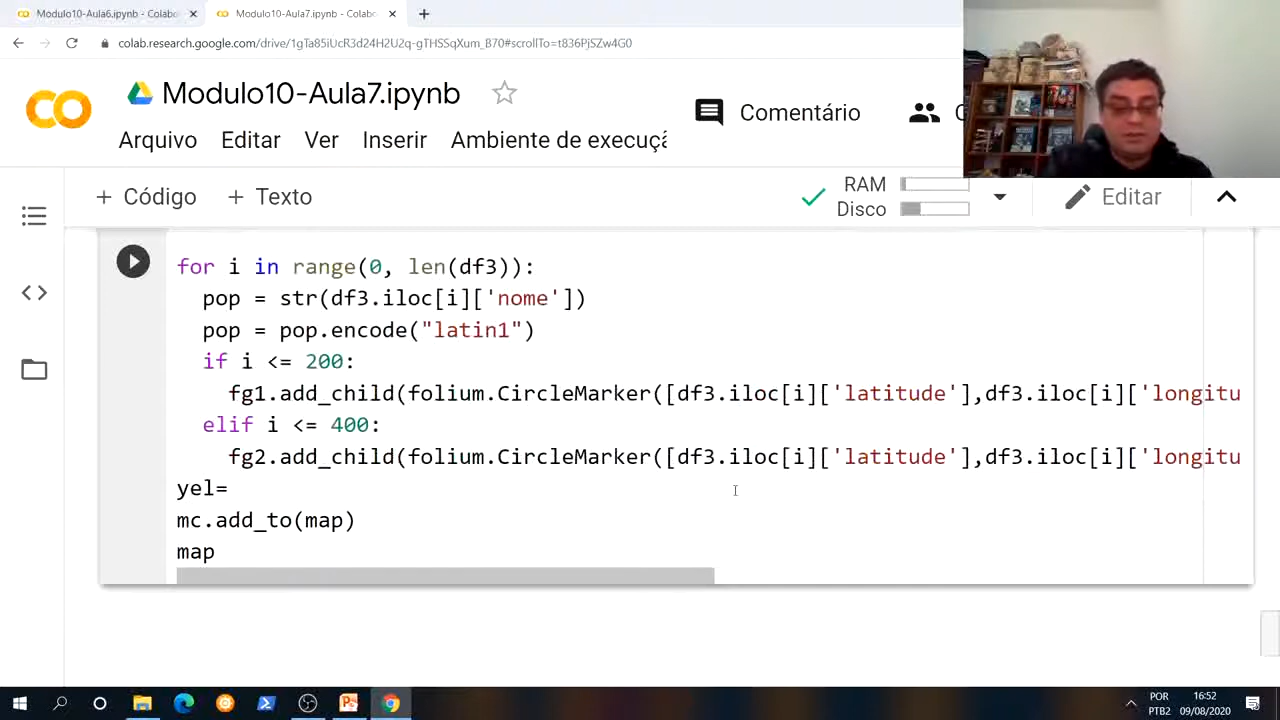 Modulo10-Aula6.ipynb - Colabo
Modulo10-Aula7.ipynb - Colabo
colab.research.google.com/drive/1gTa85iUcR3d24H2U2q-gTHSSqXum_B70#scrollTo=t836PjSZw4G0
Modulo10-Aula7.ipynb
Comentário
Arquivo Editar Ver Inserir Ambiente de execuçã
+ Código + Texto
RAM
Disco
Editar
for i in range(0, len(df3)):
pop = str(df3.iloc[i]['nome'])
pop = pop.encode("latin1")
if i <= 200:
fg1.add_child(folium.CircleMarker([df3.iloc[i]['latitude'],df3.iloc[i]['longitu
elif i <= 400:
fg2.add_child(folium.CircleMarker([df3.iloc[i]['latitude'],df3.iloc[i]['longitu
yel=
mc.add_to(map)
map
POR
PTB2
16:52
09/08/2020